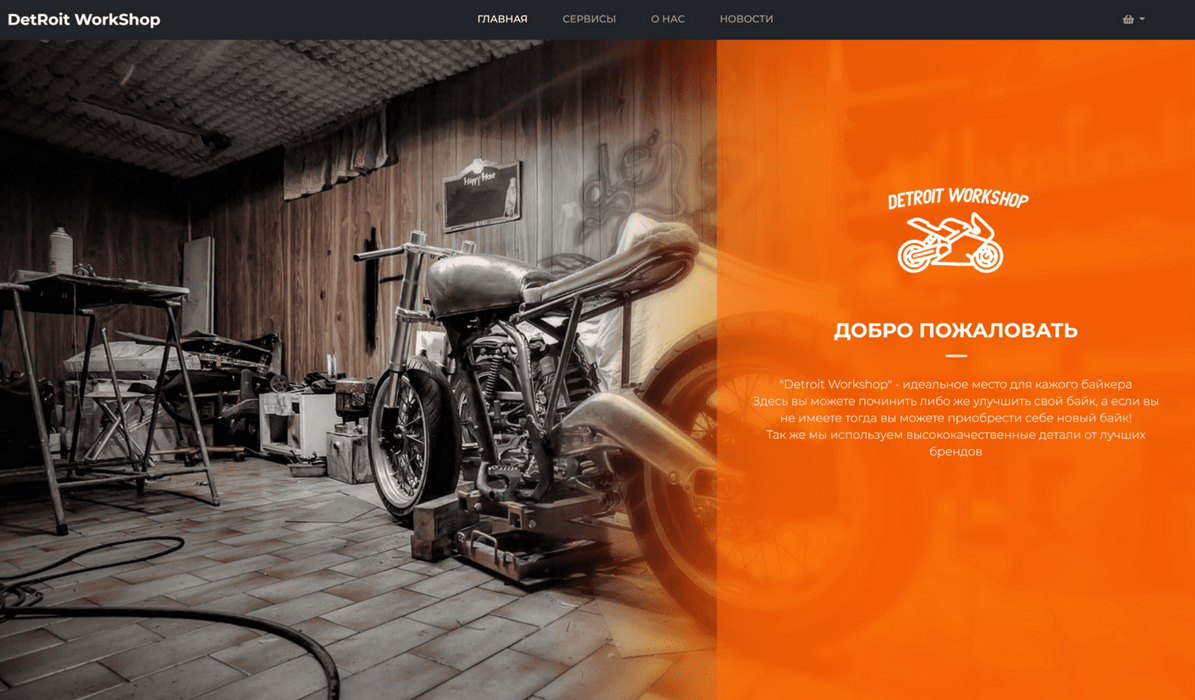 DetRoit WorkShop
ГЛАВНАЯ
СЕРВИСЫ
О НАС
НОВОСТИ
Happy Hour
DETROIT WORKSHOP
ДОБРО ПОЖАЛОВАТЬ
"Detroit Workshop" - идеальное место для кажого байкера
Здесь вы можете починить либо же улучшить свой байк, а если вы
не имеете тогда вы можете приобрести себе новый байк!
Так же мы используем высококачественные детали от лучших
брендов